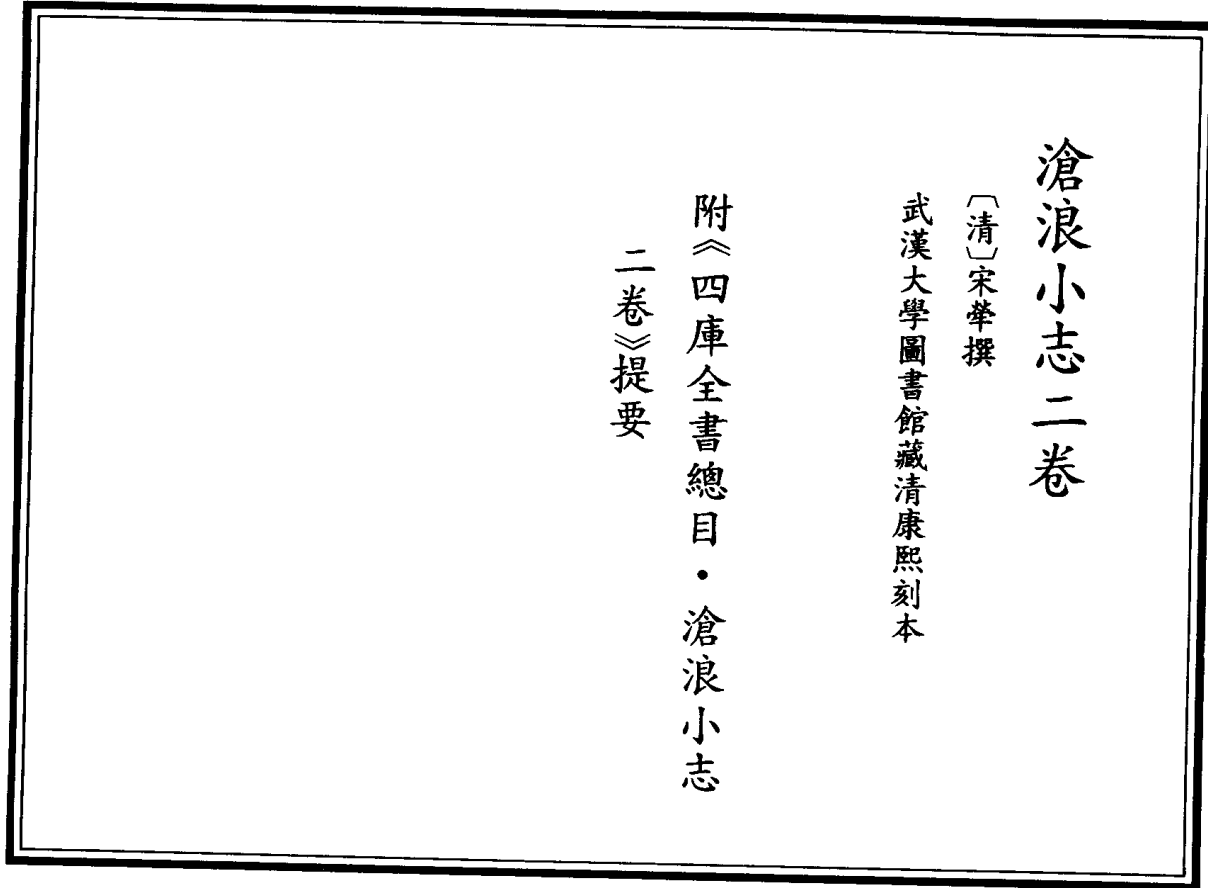 滄浪小志二卷
〔清〕宋犖撰
武漢大學圖書館藏清康熙刻本
附《四庫全書總目·滄浪小志
二卷》提要